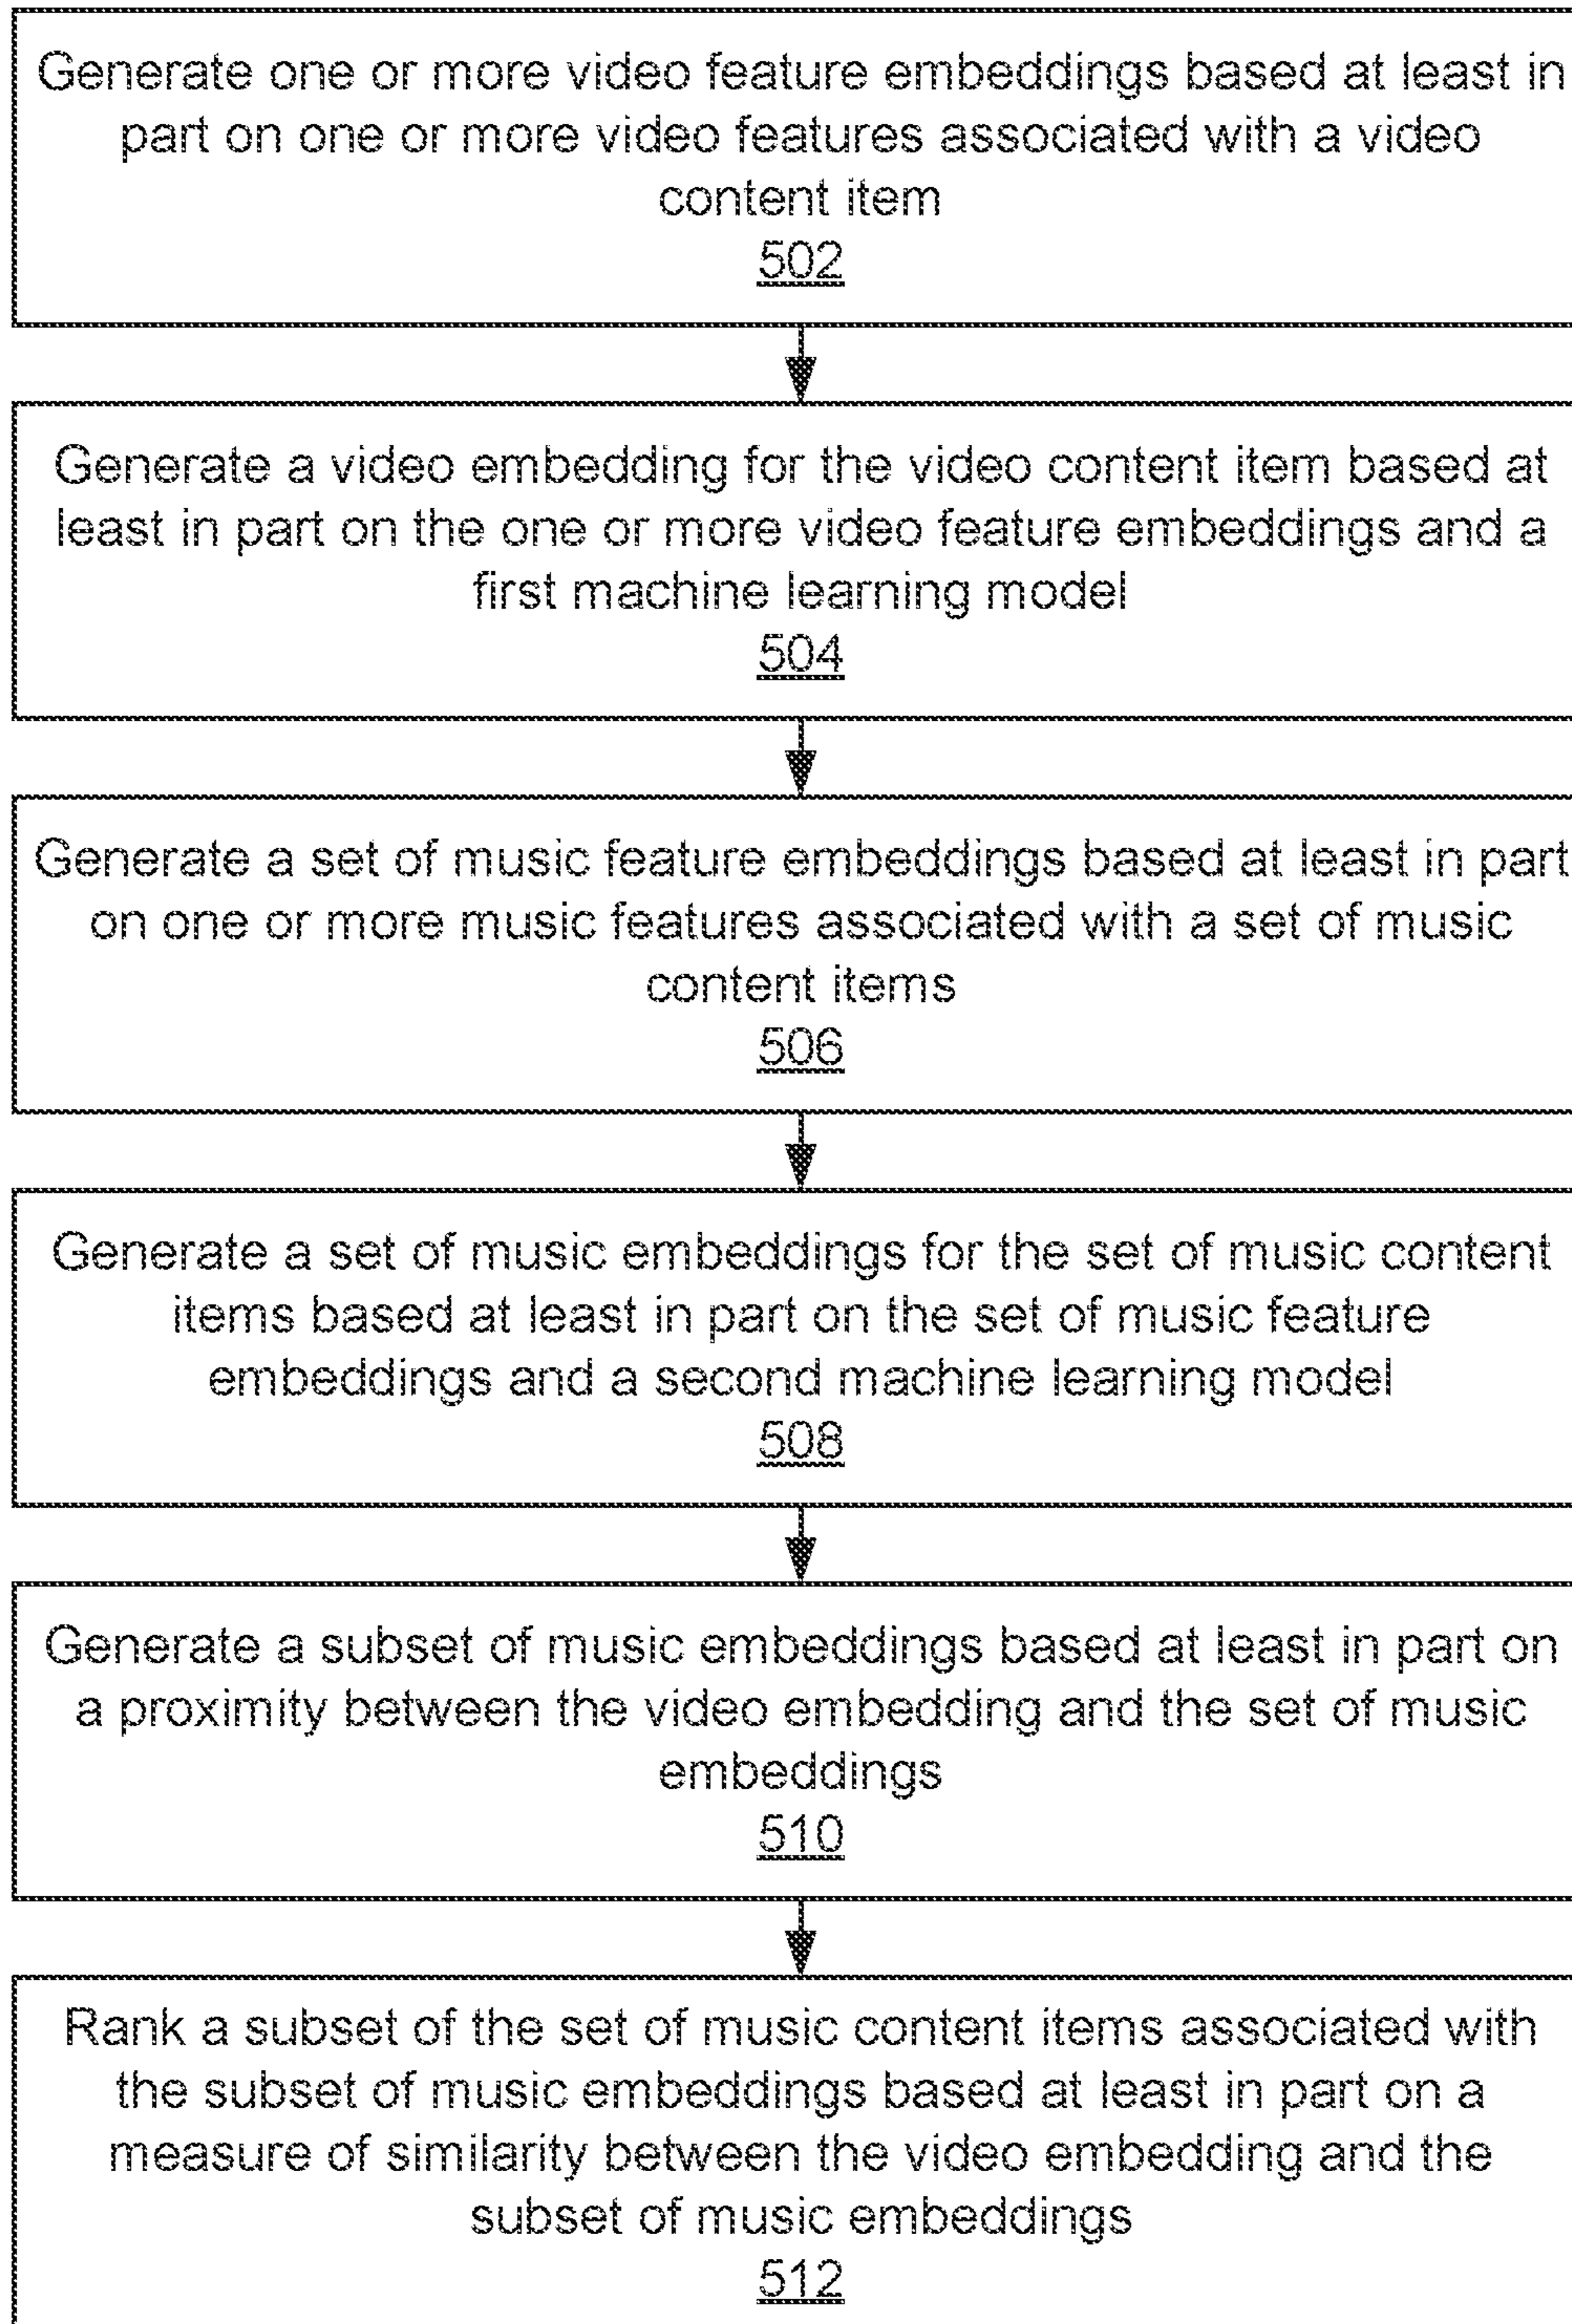 Generate one or more video feature embeddings based at least in
part on one or more video features associated with a video
content item
502
Generate a video embedding for the video content item based at
least in part on the one or more video feature embeddings and a
first machine learning model
504
Generate a set of music feature embeddings based at least in part
on one or more music features associated with a set of music
content items
506
Generate a set of music embeddings for the set of music content
items based at least in part on the set of music feature
embeddings and a second machine learning model
508
Generate a subset of music embeddings based at least in part on
a proximity between the video embedding and the set of music
embeddings
510
Rank a subset of the set of music content items associated with
the subset of music embeddings based at least in part on a
measure of similarity between the video embedding and the
subset of music embeddings
512